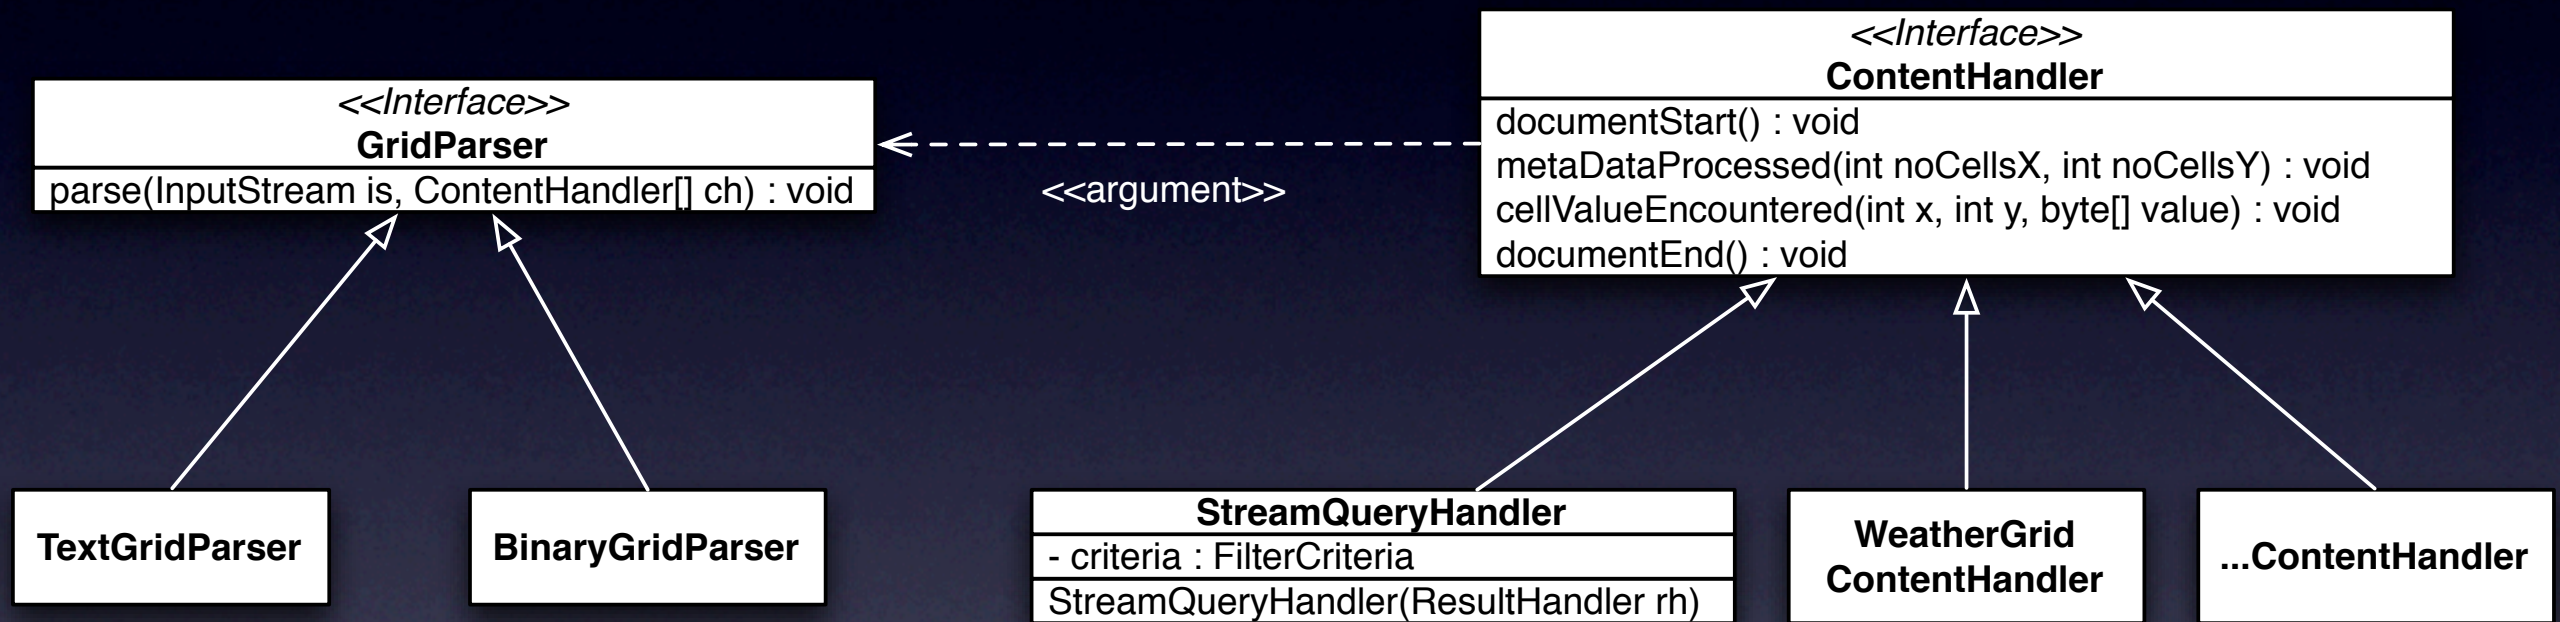 <<Interface>>
GridParser
parse(InputStream is, ContentHandler[] ch) : void
<<argument>>
<<Interface>>
ContentHandler
documentStart() : void
metaDataProcessed(int noCellsX, int noCellsY) : void
cellValueEncountered(int x, int y, byte[] value) : void
documentEnd() : void
TextGridParser
BinaryGridParser
StreamQueryHandler
- criteria : FilterCriteria
StreamQueryHandler(ResultHandler rh)
WeatherGrid
ContentHandler
...ContentHandler